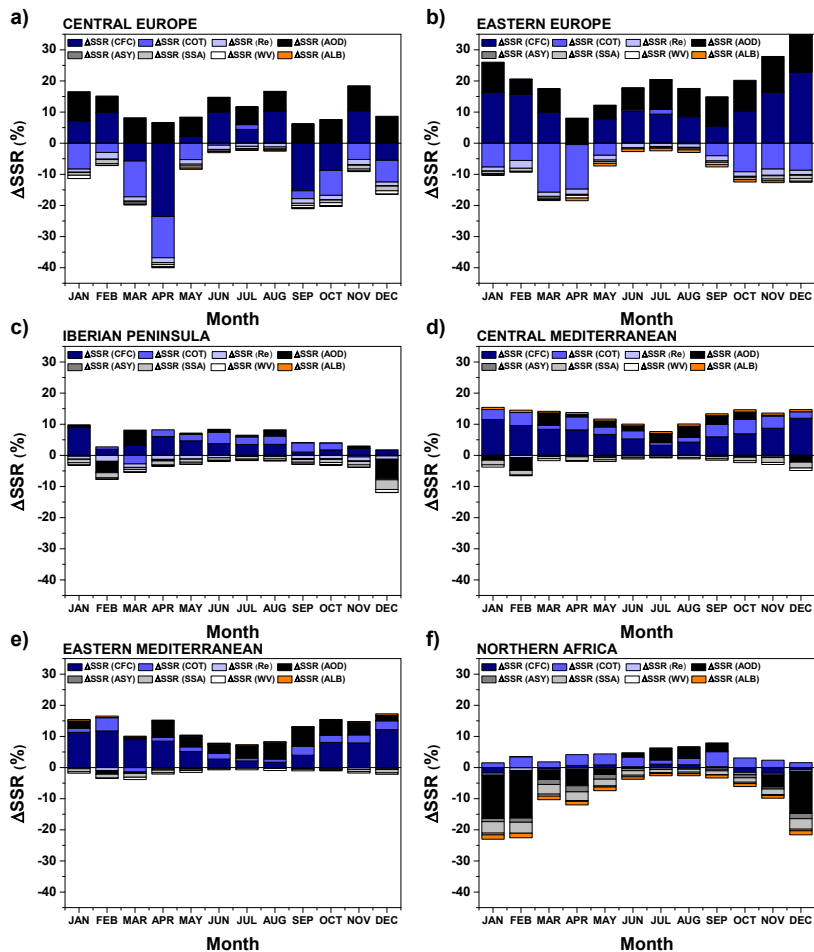 a) CENTRAL EUROPE
ΔSSR (CFC) ΔSSR (COT) ΔSSR (Re) ΔSSR (AOD)
ΔSSR (ASY) ΔSSR (SSA) ΔSSR (WV) ΔSSR (ALB)
30
20
10
0
-10
-20
-30
-40
ΔSSR (%)
JAN FEB MAR APR MAY JUN JUL AUG SEP OCT NOV DEC
Month
b) EASTERN EUROPE
ΔSSR (CFC) ΔSSR (COT) ΔSSR (Re) ΔSSR (AOD)
ΔSSR (ASY) ΔSSR (SSA) ΔSSR (WV) ΔSSR (ALB)
30
20
10
0
-10
-20
-30
-40
ΔSSR (%)
JAN FEB MAR APR MAY JUN JUL AUG SEP OCT NOV DEC
Month
c) IBERIAN PENINSULA
ΔSSR (CFC) ΔSSR (COT) ΔSSR (Re) ΔSSR (AOD)
ΔSSR (ASY) ΔSSR (SSA) ΔSSR (WV) ΔSSR (ALB)
30
20
10
0
-10
-20
-30
-40
ΔSSR (%)
JAN FEB MAR APR MAY JUN JUL AUG SEP OCT NOV DEC
Month
d) CENTRAL MEDITERRANEAN
ΔSSR (CFC) ΔSSR (COT) ΔSSR (Re) ΔSSR (AOD)
ΔSSR (ASY) ΔSSR (SSA) ΔSSR (WV) ΔSSR (ALB)
30
20
10
0
-10
-20
-30
-40
ΔSSR (%)
JAN FEB MAR APR MAY JUN JUL AUG SEP OCT NOV DEC
Month
e) EASTERN MEDITERRANEAN
ΔSSR (CFC) ΔSSR (COT) ΔSSR (Re) ΔSSR (AOD)
ΔSSR (ASY) ΔSSR (SSA) ΔSSR (WV) ΔSSR (ALB)
30
20
10
0
-10
-20
-30
-40
ΔSSR (%)
JAN FEB MAR APR MAY JUN JUL AUG SEP OCT NOV DEC
Month
f) NORTHERN AFRICA
ΔSSR (CFC) ΔSSR (COT) ΔSSR (Re) ΔSSR (AOD)
ΔSSR (ASY) ΔSSR (SSA) ΔSSR (WV) ΔSSR (ALB)
30
20
10
0
-10
-20
-30
-40
ΔSSR (%)
JAN FEB MAR APR MAY JUN JUL AUG SEP OCT NOV DEC
Month